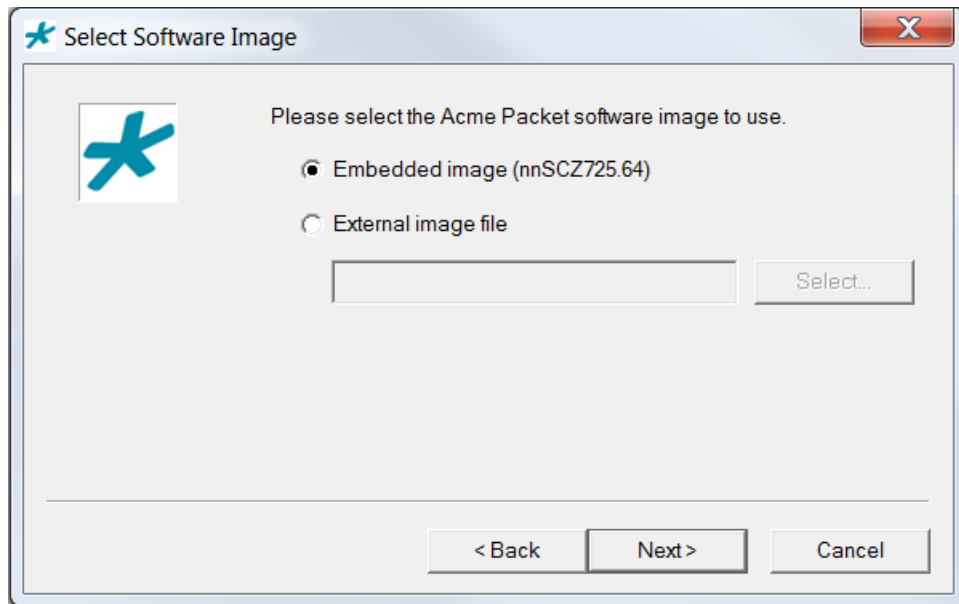 Select Software Image
Please select the Acme Packet software image to use.
Embedded image (nnSCZ725.64)
External image file
Select...
< Back
Next >
Cancel